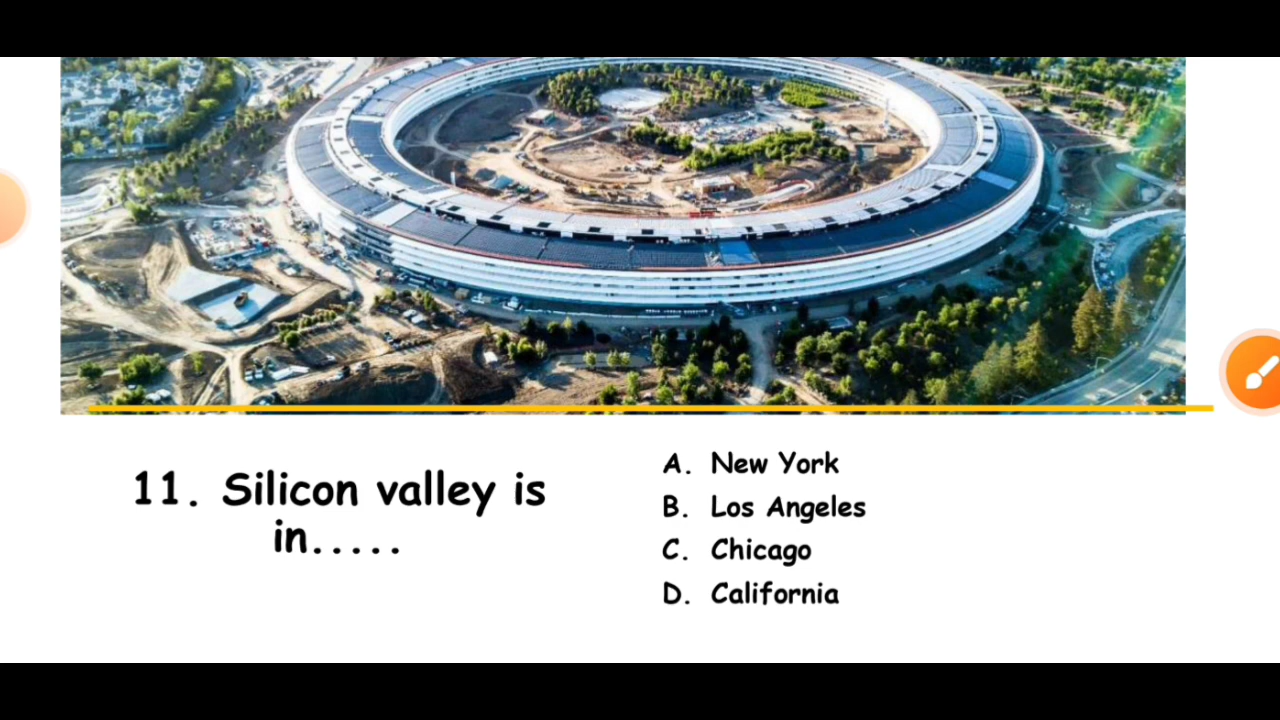 11. Silicon valley is
in.....
A. New York
B. Los Angeles
C. Chicago
D. California